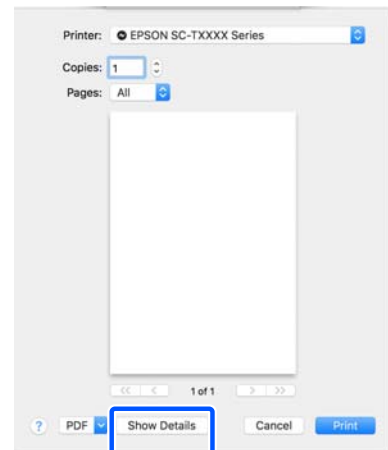 Printer: EPSON SC-TXXXX Series
Copies: 1
Pages: All
<< < 1 of 1 > >>
? PDF Show Details Cancel Print